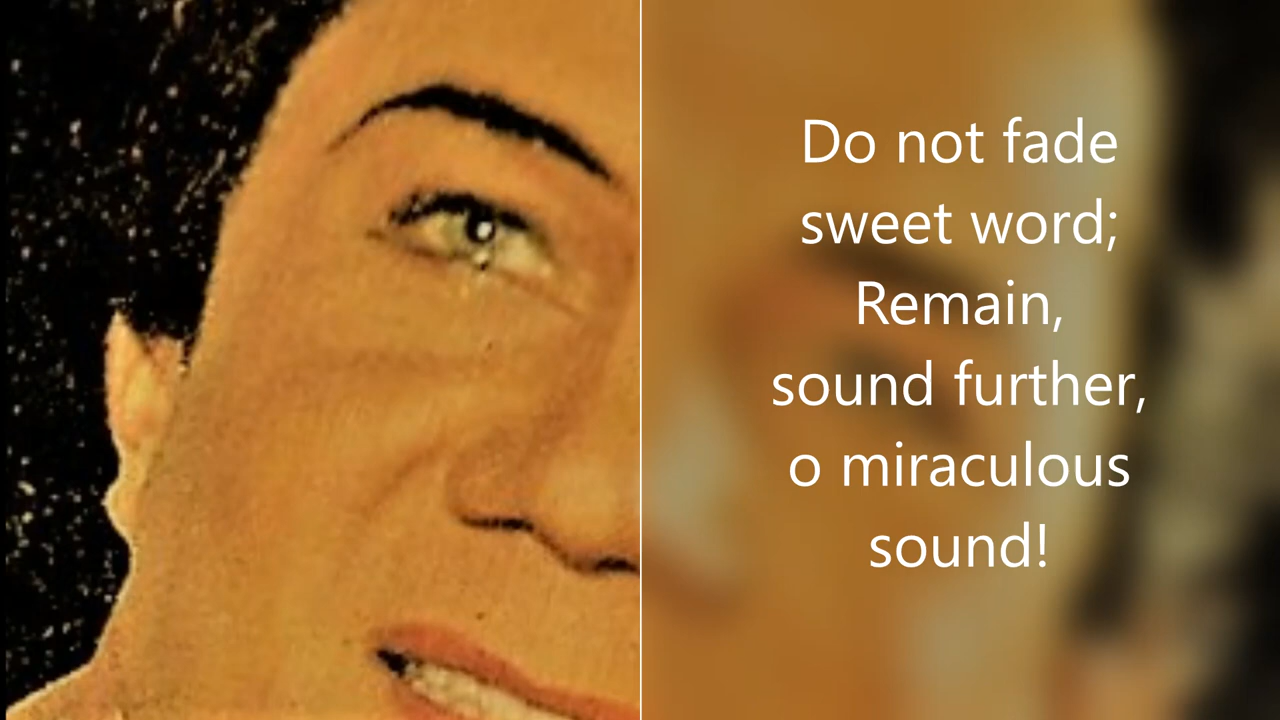 Do not fade
sweet word;
Remain,
sound further,
o miraculous
sound!